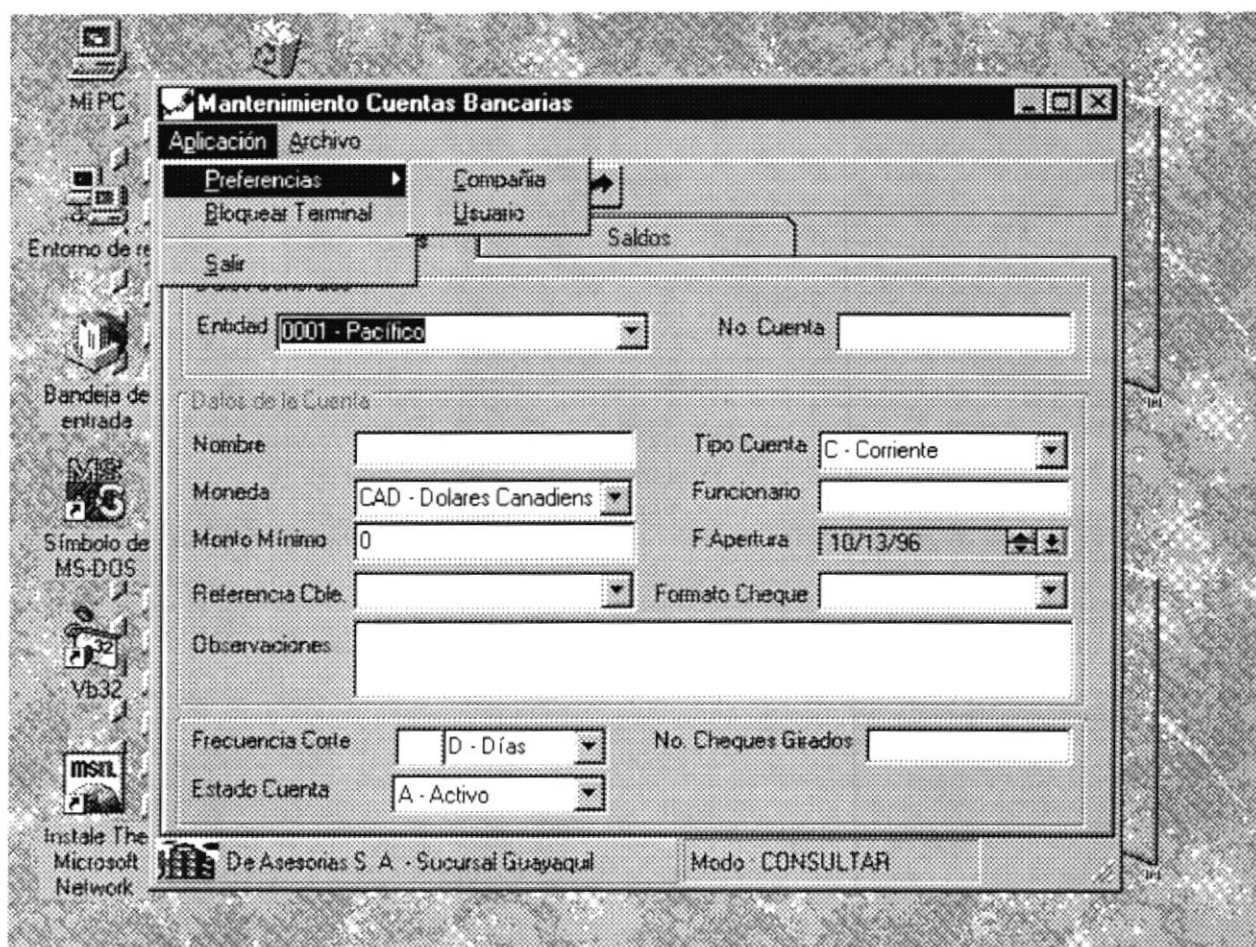 Mi PC
Entorno de re
Bandeja de
entrada
Símbolo de
MS-DOS
Vb32
msn.
Instale The
Microsoft
Network
Mantenimiento Cuentas Bancarias
Aplicación Archivo
Preferencias
Bloquear Terminal
Salir
Compañia
Usuario
Saldos
Entidad 0001 - Pacífico No. Cuenta
Datos de la Cuenta
Nombre Tipo Cuenta C - Corriente
Moneda CAD - Dolares Canadiens Funcionario
Monto Mínimo 0 F.Apertura 10/13/96
Referencia Cble. Formato Cheque
Observaciones
Frecuencia Corte D - Días No. Cheques Girados
Estado Cuenta A - Activo
De Asesorias S. A. - Sucursal Guayaquil Modo : CONSULTAR